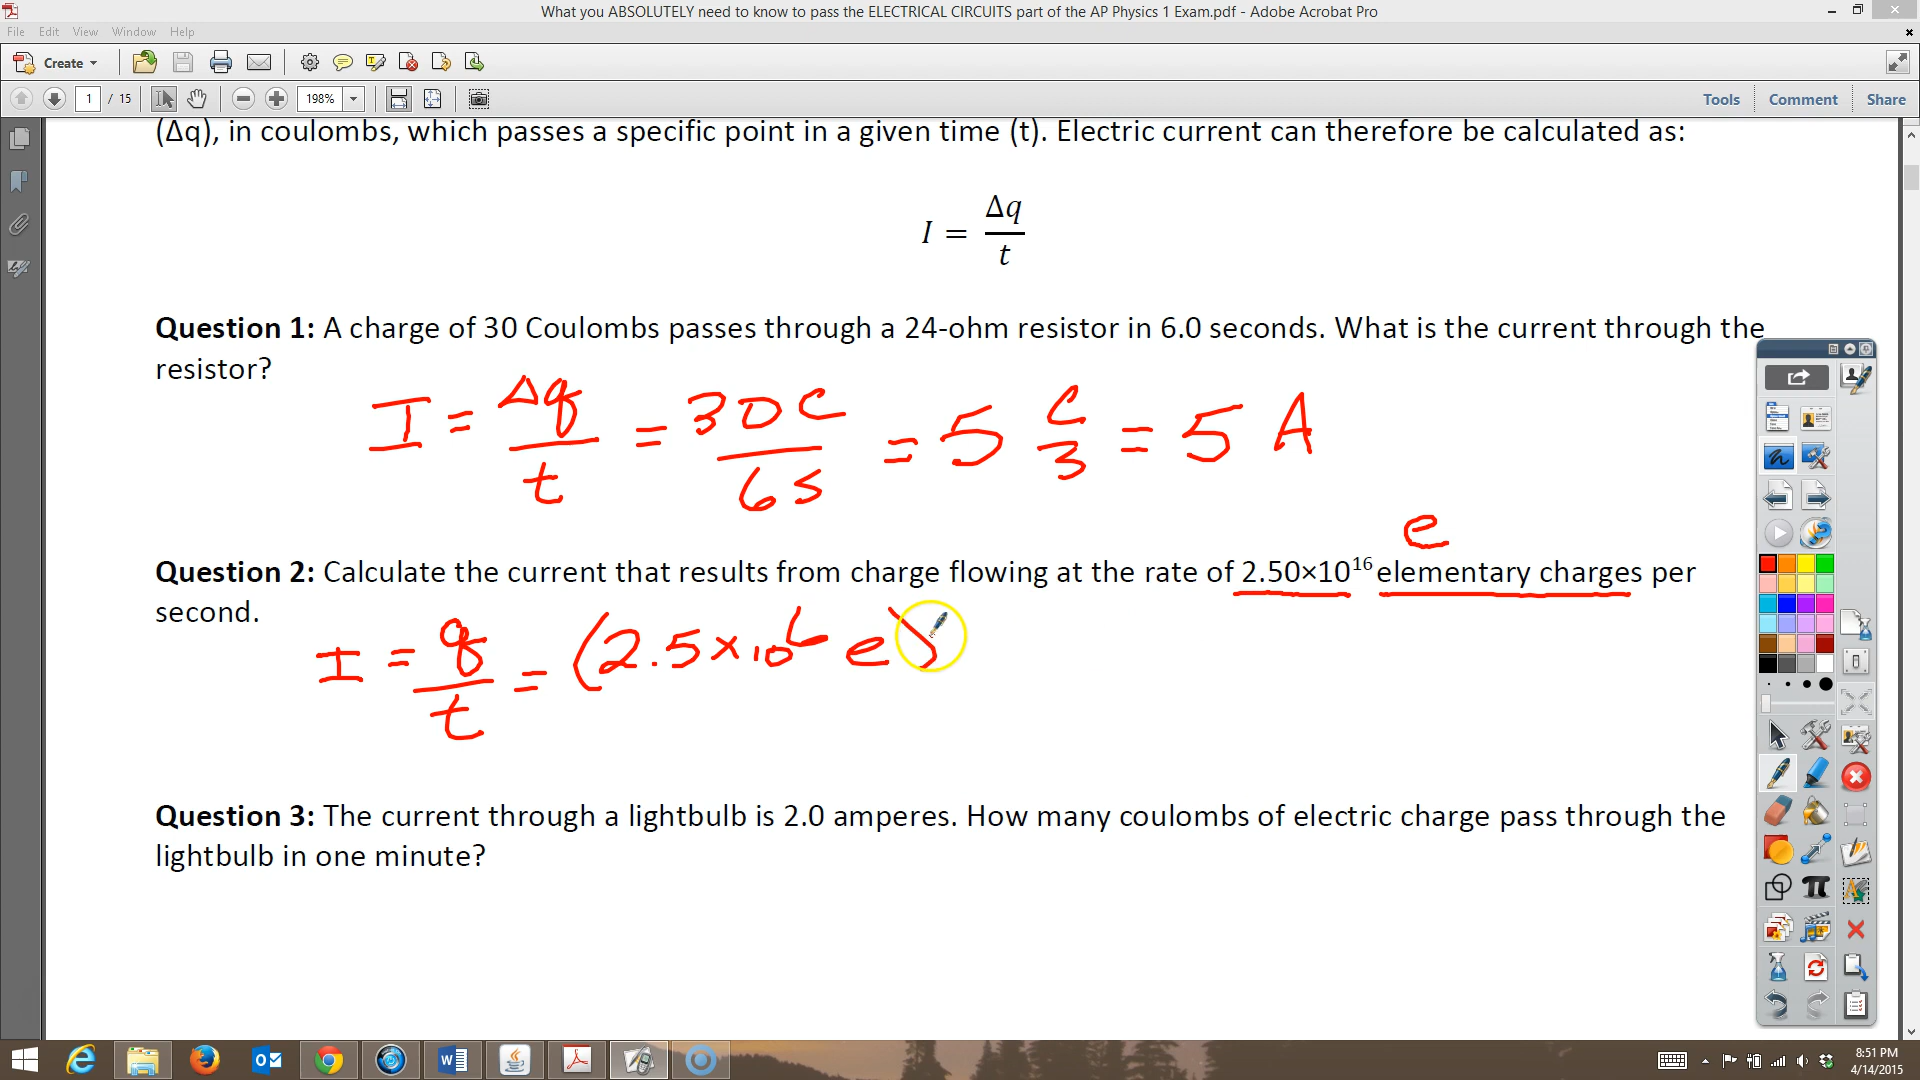 What you ABSOLUTELY need to know to pass the ELECTRICAL CIRCUITS part of the AP Physics 1 Exam.pdf - Adobe Acrobat Pro
File Edit View Window Help
Create
1 / 15 198% Tools Comment Share
(Δq), in coulombs, which passes a specific point in a given time (t). Electric current can therefore be calculated as:
I = Δq / t
Question 1: A charge of 30 Coulombs passes through a 24-ohm resistor in 6.0 seconds. What is the current through the
resistor?
I = Δq / t = 30 C / 6 s = 5 C / s = 5 A
e
Question 2: Calculate the current that results from charge flowing at the rate of 2.50×10¹⁶ elementary charges per
second.
I = q / t = (2.5 × 10⁶ e)
Question 3: The current through a lightbulb is 2.0 amperes. How many coulombs of electric charge pass through the
lightbulb in one minute?
8:51 PM
4/14/2015